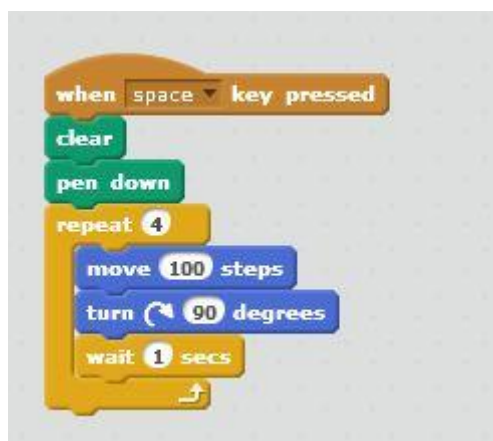 when space key pressed
clear
pen down
repeat 4
move 100 steps
turn 90 degrees
wait 1 secs